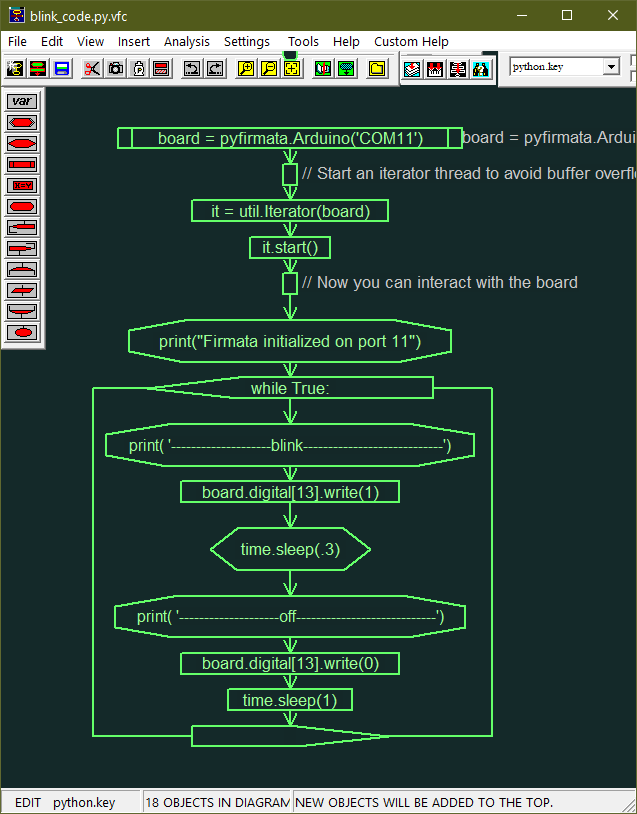 blink_code.py.vfc
File Edit View Insert Analysis Settings Tools Help Custom Help
python.key
var
X=Y
board = pyfirmata.Arduino('COM11') board = pyfirmata.Ardui
// Start an iterator thread to avoid buffer overfl
it = util.Iterator(board)
it.start()
// Now you can interact with the board
print("Firmata initialized on port 11")
while True:
print( '--------------------blink----------------------------')
board.digital[13].write(1)
time.sleep(.3)
print( '--------------------off----------------------------')
board.digital[13].write(0)
time.sleep(1)
EDIT python.key 18 OBJECTS IN DIAGRAM NEW OBJECTS WILL BE ADDED TO THE TOP.